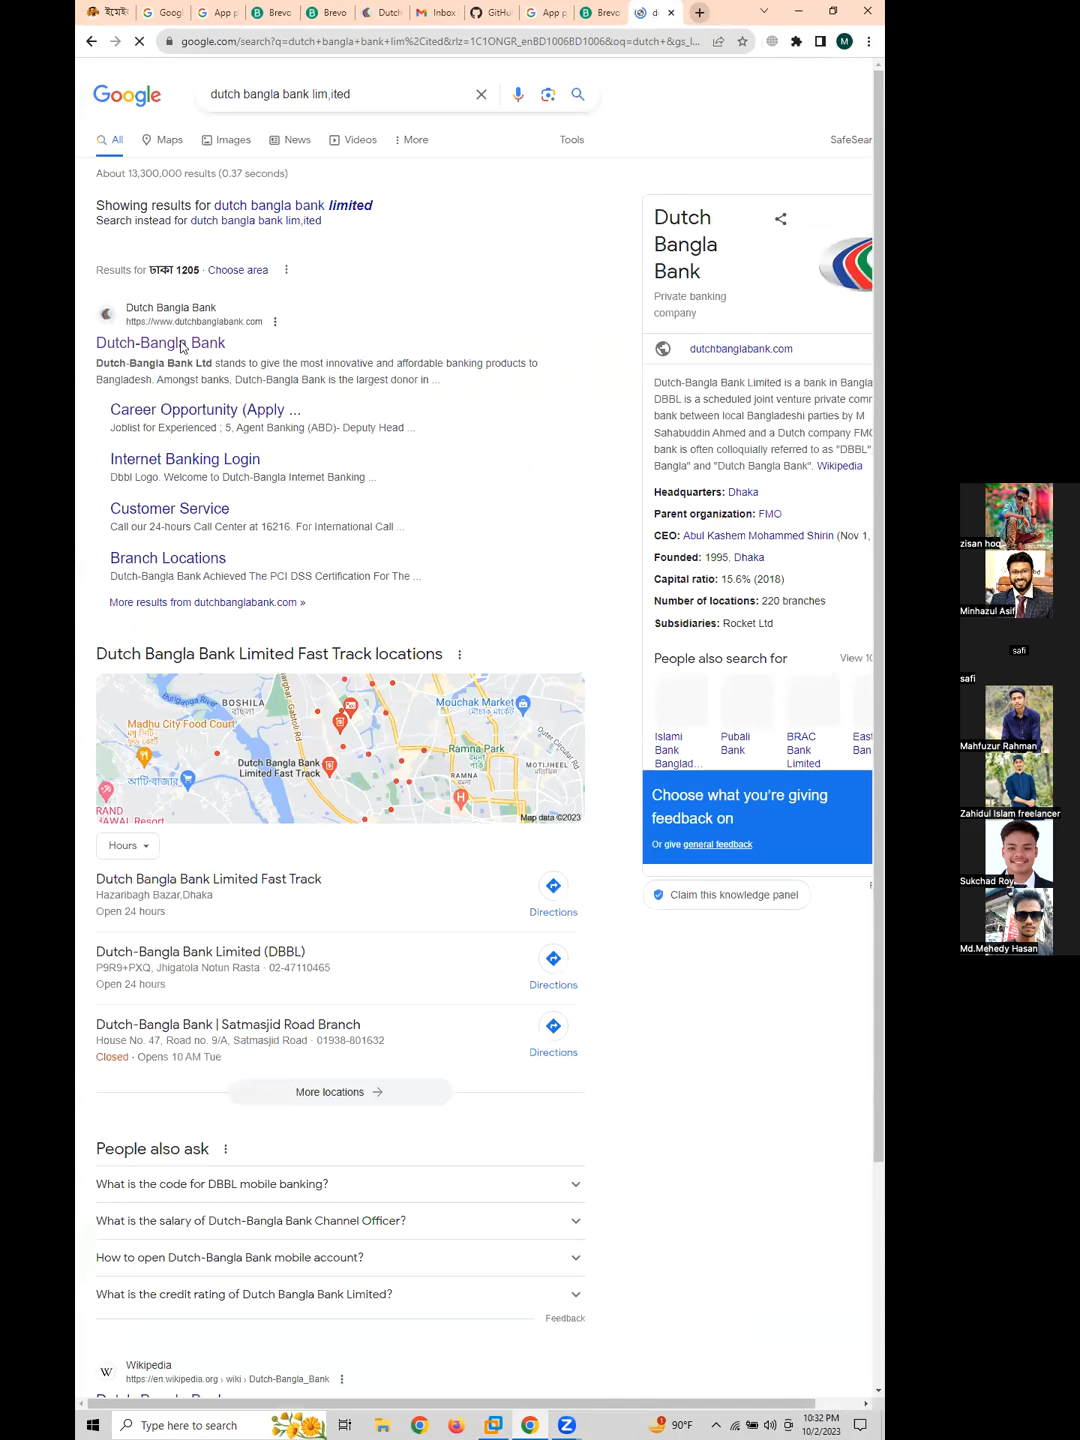 ইমেই
Googl
App p
Brevo
Brevo
Dutch
Inbox
GitHu
App p
Brevo
d
google.com/search?q=dutch+bangla+bank+lim%2Cited&rlz=1C1ONGR_enBD1006BD1006&oq=dutch+&gs_l...
M
Google
dutch bangla bank lim,ited
All
Maps
Images
News
Videos
More
Tools
SafeSear
About 13,300,000 results (0.37 seconds)
Showing results for dutch bangla bank limited
Search instead for dutch bangla bank lim,ited
Results for ঢাকা 1205 · Choose area
Dutch Bangla Bank
https://www.dutchbanglabank.com
Dutch-Bangla Bank
Dutch-Bangla Bank Ltd stands to give the most innovative and affordable banking products to
Bangladesh. Amongst banks, Dutch-Bangla Bank is the largest donor in ...
Career Opportunity (Apply ...
Joblist for Experienced ; 5, Agent Banking (ABD)- Deputy Head ...
Internet Banking Login
Dbbl Logo. Welcome to Dutch-Bangla Internet Banking ...
Customer Service
Call our 24-hours Call Center at 16216. For International Call ...
Branch Locations
Dutch-Bangla Bank Achieved The PCI DSS Certification For The ...
More results from dutchbanglabank.com »
Dutch Bangla Bank Limited Fast Track locations
BOSHILA
বছিলা
Buriganga River
Gabtoli Rd
Mouchak Market
Madhu City Food Court
Ramna Park
Outer Circular Rd
Dutch Bangla Bank
Limited Fast Track
RAMNA
রমনা
MOTIJHEEL
মতিঝিল
আটি-বাজার
RAND
JAWAL Resort
Map data ©2023
Hours
Dutch Bangla Bank Limited Fast Track
Hazaribagh Bazar,Dhaka
Open 24 hours
Directions
Dutch-Bangla Bank Limited (DBBL)
P9R9+PXQ, Jhigatola Notun Rasta · 02-47110465
Open 24 hours
Directions
Dutch-Bangla Bank | Satmasjid Road Branch
House No. 47, Road no. 9/A, Satmasjid Road · 01938-801632
Closed · Opens 10 AM Tue
Directions
More locations
People also ask
What is the code for DBBL mobile banking?
What is the salary of Dutch-Bangla Bank Channel Officer?
How to open Dutch-Bangla Bank mobile account?
What is the credit rating of Dutch Bangla Bank Limited?
Feedback
W
Wikipedia
https://en.wikipedia.org › wiki › Dutch-Bangla_Bank
Dutch
Bangla
Bank
Private banking
company
dutchbanglabank.com
Dutch-Bangla Bank Limited is a bank in Bangla
DBBL is a scheduled joint venture private comr
bank between local Bangladeshi parties by M
Sahabuddin Ahmed and a Dutch company FMO
bank is often colloquially referred to as "DBBL"
Bangla" and "Dutch Bangla Bank". Wikipedia
Headquarters: Dhaka
Parent organization: FMO
CEO: Abul Kashem Mohammed Shirin (Nov 1,
Founded: 1995, Dhaka
Capital ratio: 15.6% (2018)
Number of locations: 220 branches
Subsidiaries: Rocket Ltd
People also search for
View 10
Islami
Bank
Banglad...
Pubali
Bank
BRAC
Bank
Limited
East
Ban
Choose what you're giving
feedback on
Or give general feedback
Claim this knowledge panel
zisan hoq
Minhazul Asif
safi
safi
Mahfuzur Rahman
Zahidul Islam freelancer
Sukchad Roy
Md.Mehedy Hasan
Type here to search
90°F
10:32 PM
10/2/2023